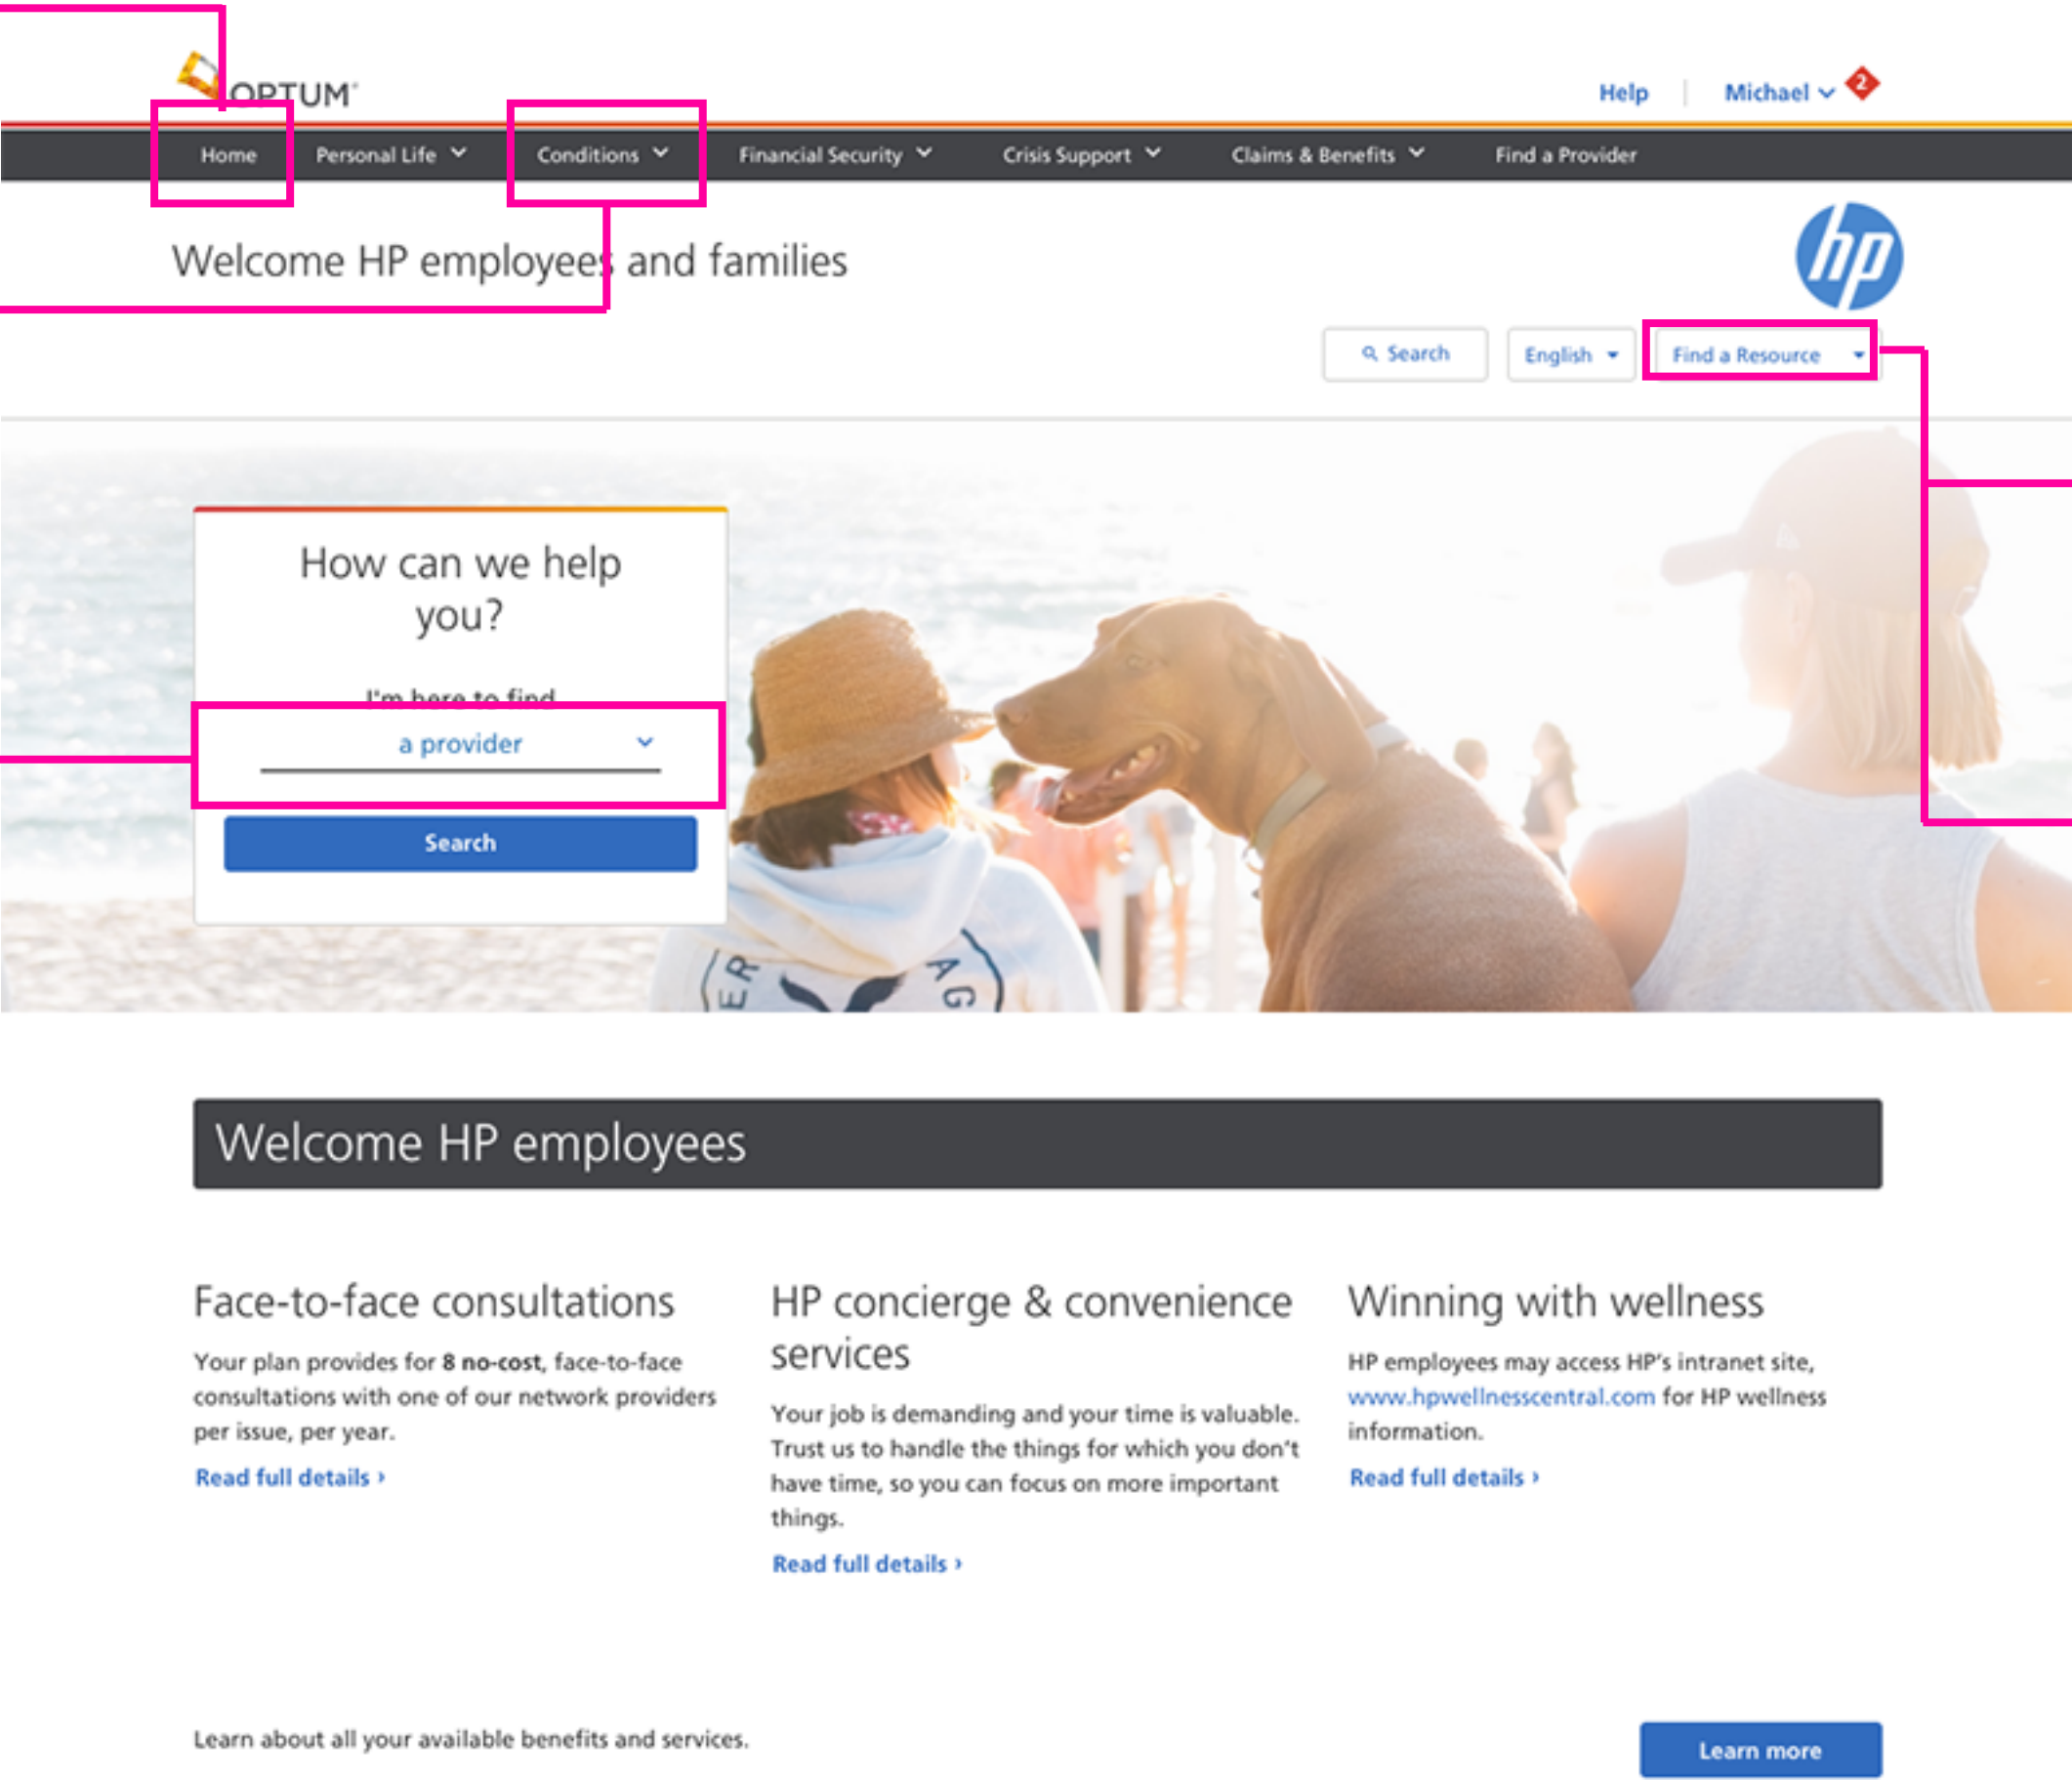 OPTUM
Help
Michael
2
Home
Personal Life
Conditions
Financial Security
Crisis Support
Claims & Benefits
Find a Provider
Welcome HP employees and families
hp
Search
English
Find a Resource
How can we help
you?
I'm here to find
a provider
Search
ER
AG
Welcome HP employees
Face-to-face consultations
Your plan provides for 8 no-cost, face-to-face
consultations with one of our network providers
per issue, per year.
Read full details ›
HP concierge & convenience
services
Your job is demanding and your time is valuable.
Trust us to handle the things for which you don't
have time, so you can focus on more important
things.
Read full details ›
Winning with wellness
HP employees may access HP's intranet site,
www.hpwellnesscentral.com for HP wellness
information.
Read full details ›
Learn about all your available benefits and services.
Learn more